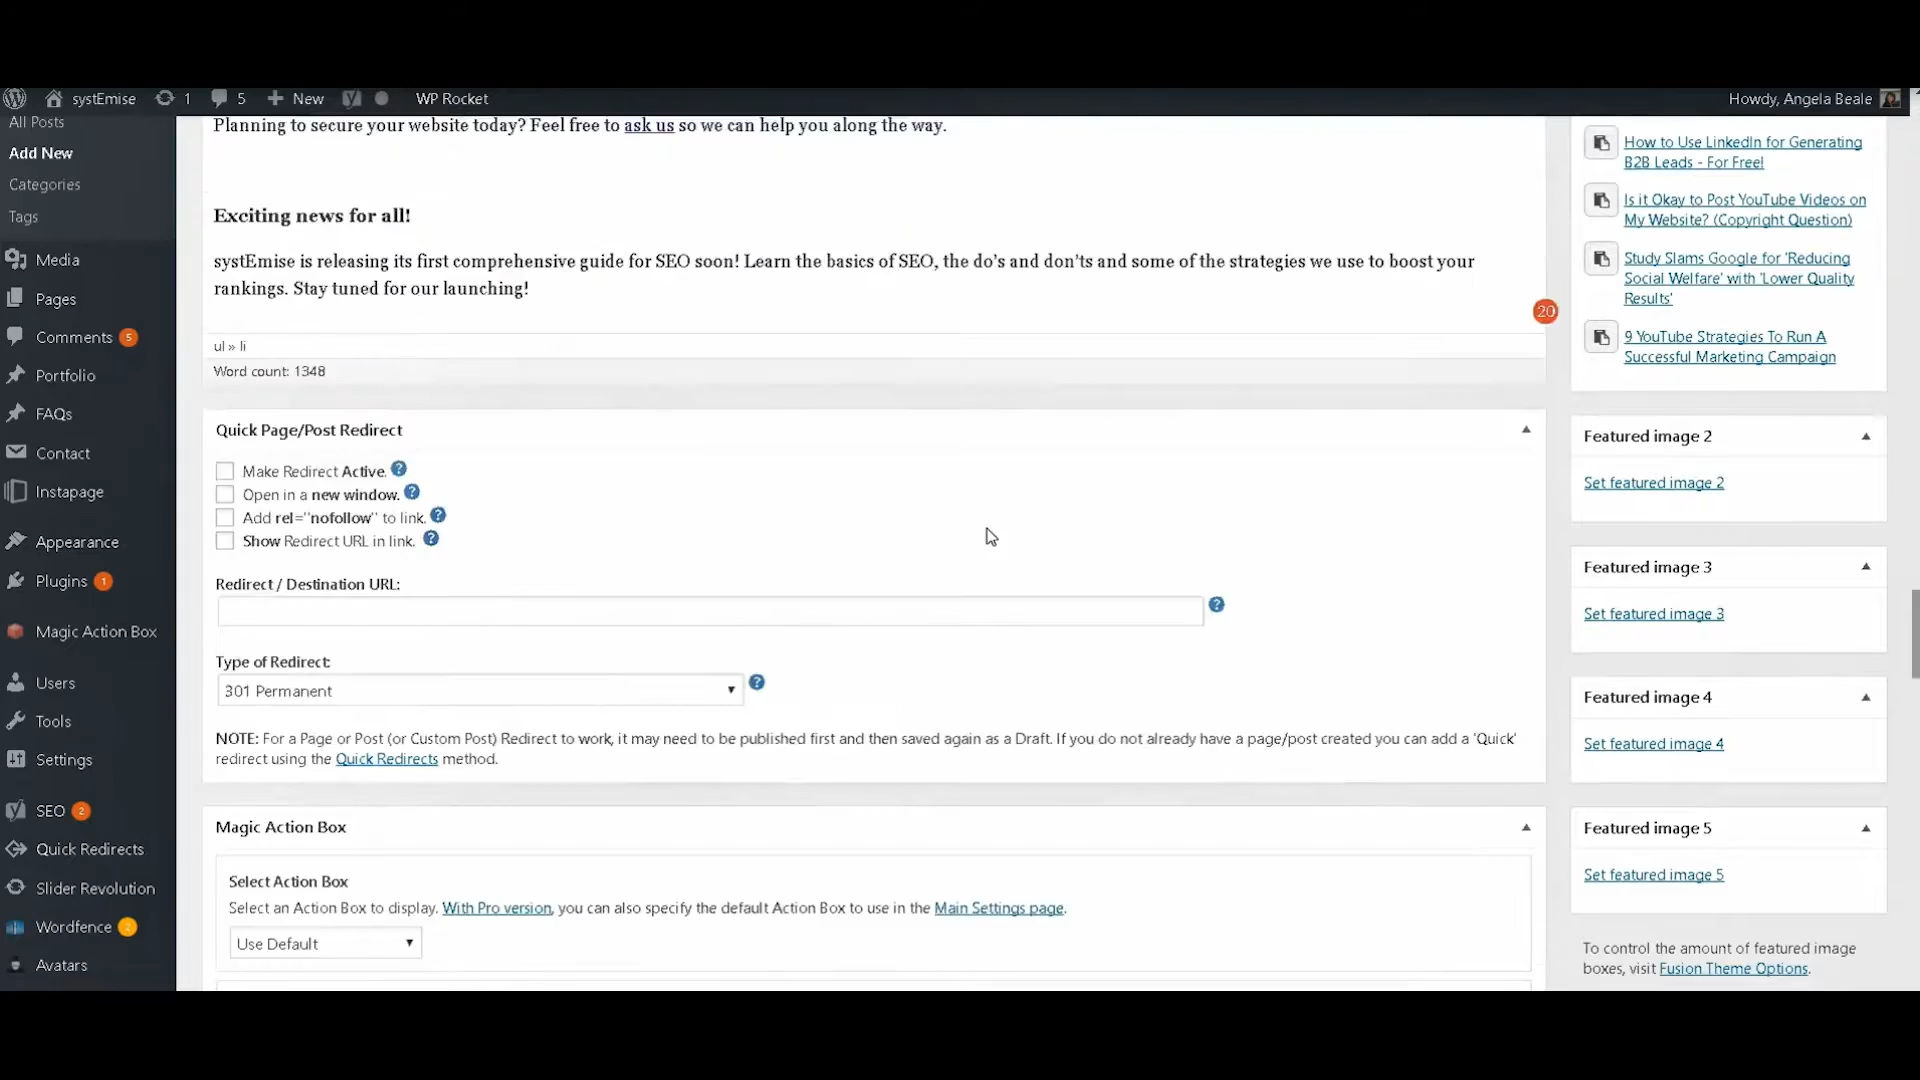 systEmise 1 5 New WP Rocket Howdy, Angela Beale
All Posts
Add New
Categories
Tags
Media
Pages
Comments 5
Portfolio
FAQs
Contact
Instapage
Appearance
Plugins 1
Magic Action Box
Users
Tools
Settings
SEO 2
Quick Redirects
Slider Revolution
Wordfence 2
Avatars
Planning to secure your website today? Feel free to ask us so we can help you along the way.
Exciting news for all!
systEmise is releasing its first comprehensive guide for SEO soon! Learn the basics of SEO, the do’s and don’ts and some of the strategies we use to boost your
rankings. Stay tuned for our launching!
20
ul » li
Word count: 1348
Quick Page/Post Redirect
Make Redirect Active. ?
Open in a new window. ?
Add rel="nofollow" to link. ?
Show Redirect URL in link. ?
Redirect / Destination URL:
?
Type of Redirect:
301 Permanent ?
NOTE: For a Page or Post (or Custom Post) Redirect to work, it may need to be published first and then saved again as a Draft. If you do not already have a page/post created you can add a 'Quick'
redirect using the Quick Redirects method.
Magic Action Box
Select Action Box
Select an Action Box to display. With Pro version, you can also specify the default Action Box to use in the Main Settings page.
Use Default
How to Use LinkedIn for Generating
B2B Leads - For Free!
Is it Okay to Post YouTube Videos on
My Website? (Copyright Question)
Study Slams Google for 'Reducing
Social Welfare' with 'Lower Quality
Results'
9 YouTube Strategies To Run A
Successful Marketing Campaign
Featured image 2
Set featured image 2
Featured image 3
Set featured image 3
Featured image 4
Set featured image 4
Featured image 5
Set featured image 5
To control the amount of featured image
boxes, visit Fusion Theme Options.